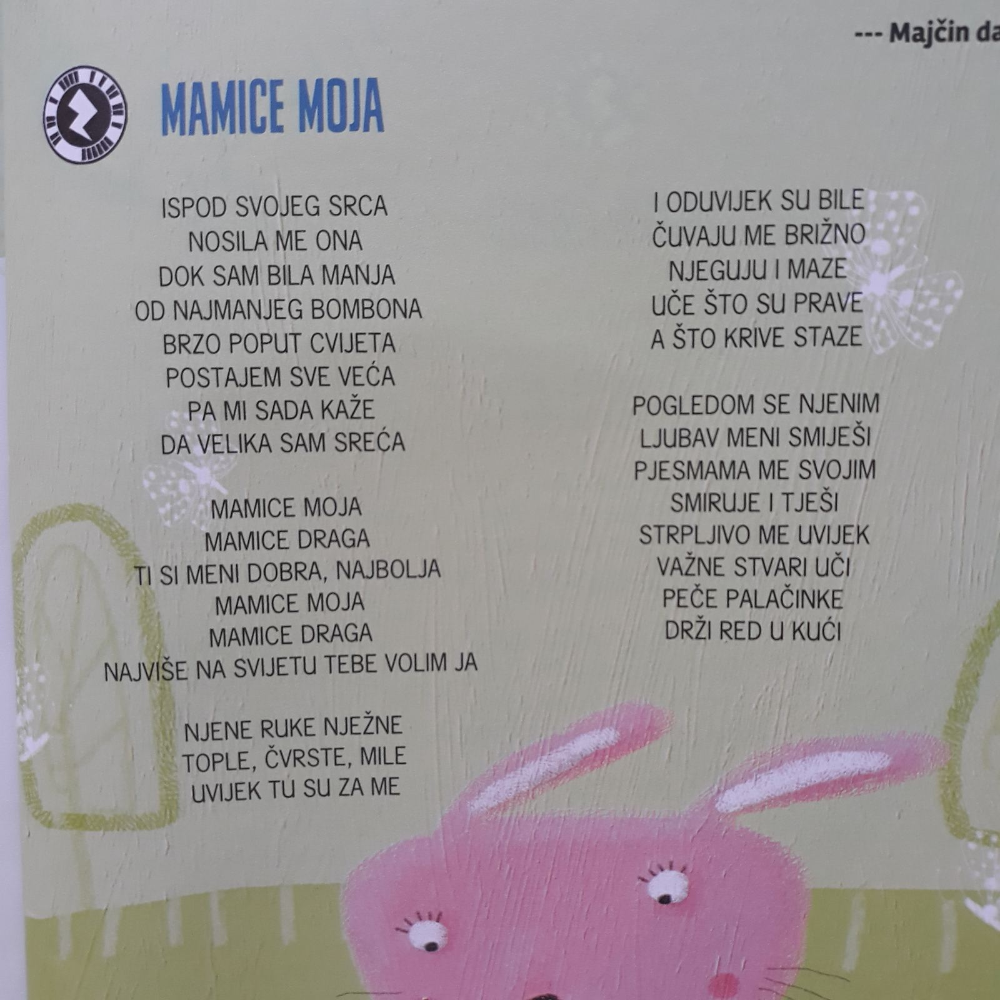 --- Majčin
MAMICE MOJA
ISPOD SVOJEG SRCA
NOSILA ME ONA
DOK SAM BILA MANJA
OD NAJMANJEG BOMBONA
BRZO POPUT CVIJETA
POSTAJEM SVE VEĆA
PA MI SADA KAŽE
DA VELIKA SAM SREĆA
MAMICE MOJA
MAMICE DRAGA
TI SI MENI DOBRA, NAJBOLJA
MAMICE MOJA
MAMICE DRAGA
NAJVIŠE NA SVIJETU TEBE VOLIM JA
NJENE RUKE NJEŽNE
TOPLE, ČVRSTE, MILE
UVIJEK TU SU ZA ME
I ODUVIJEK SU BILE
ČUVAJU ME BRIŽNO
NJEGUJU I MAZE
UČE ŠTO SU PRAVE
A ŠTO KRIVE STAZE
POGLEDOM SE NJENIM
LJUBAV MENI SMIJEŠI
PJESMAMA ME SVOJIM
SMIRUJE I TJEŠI
STRPLJIVO ME UVIJEK
VAŽNE STVARI UČI
PEČE PALAČINKE
DRŽI RED U KUĆI